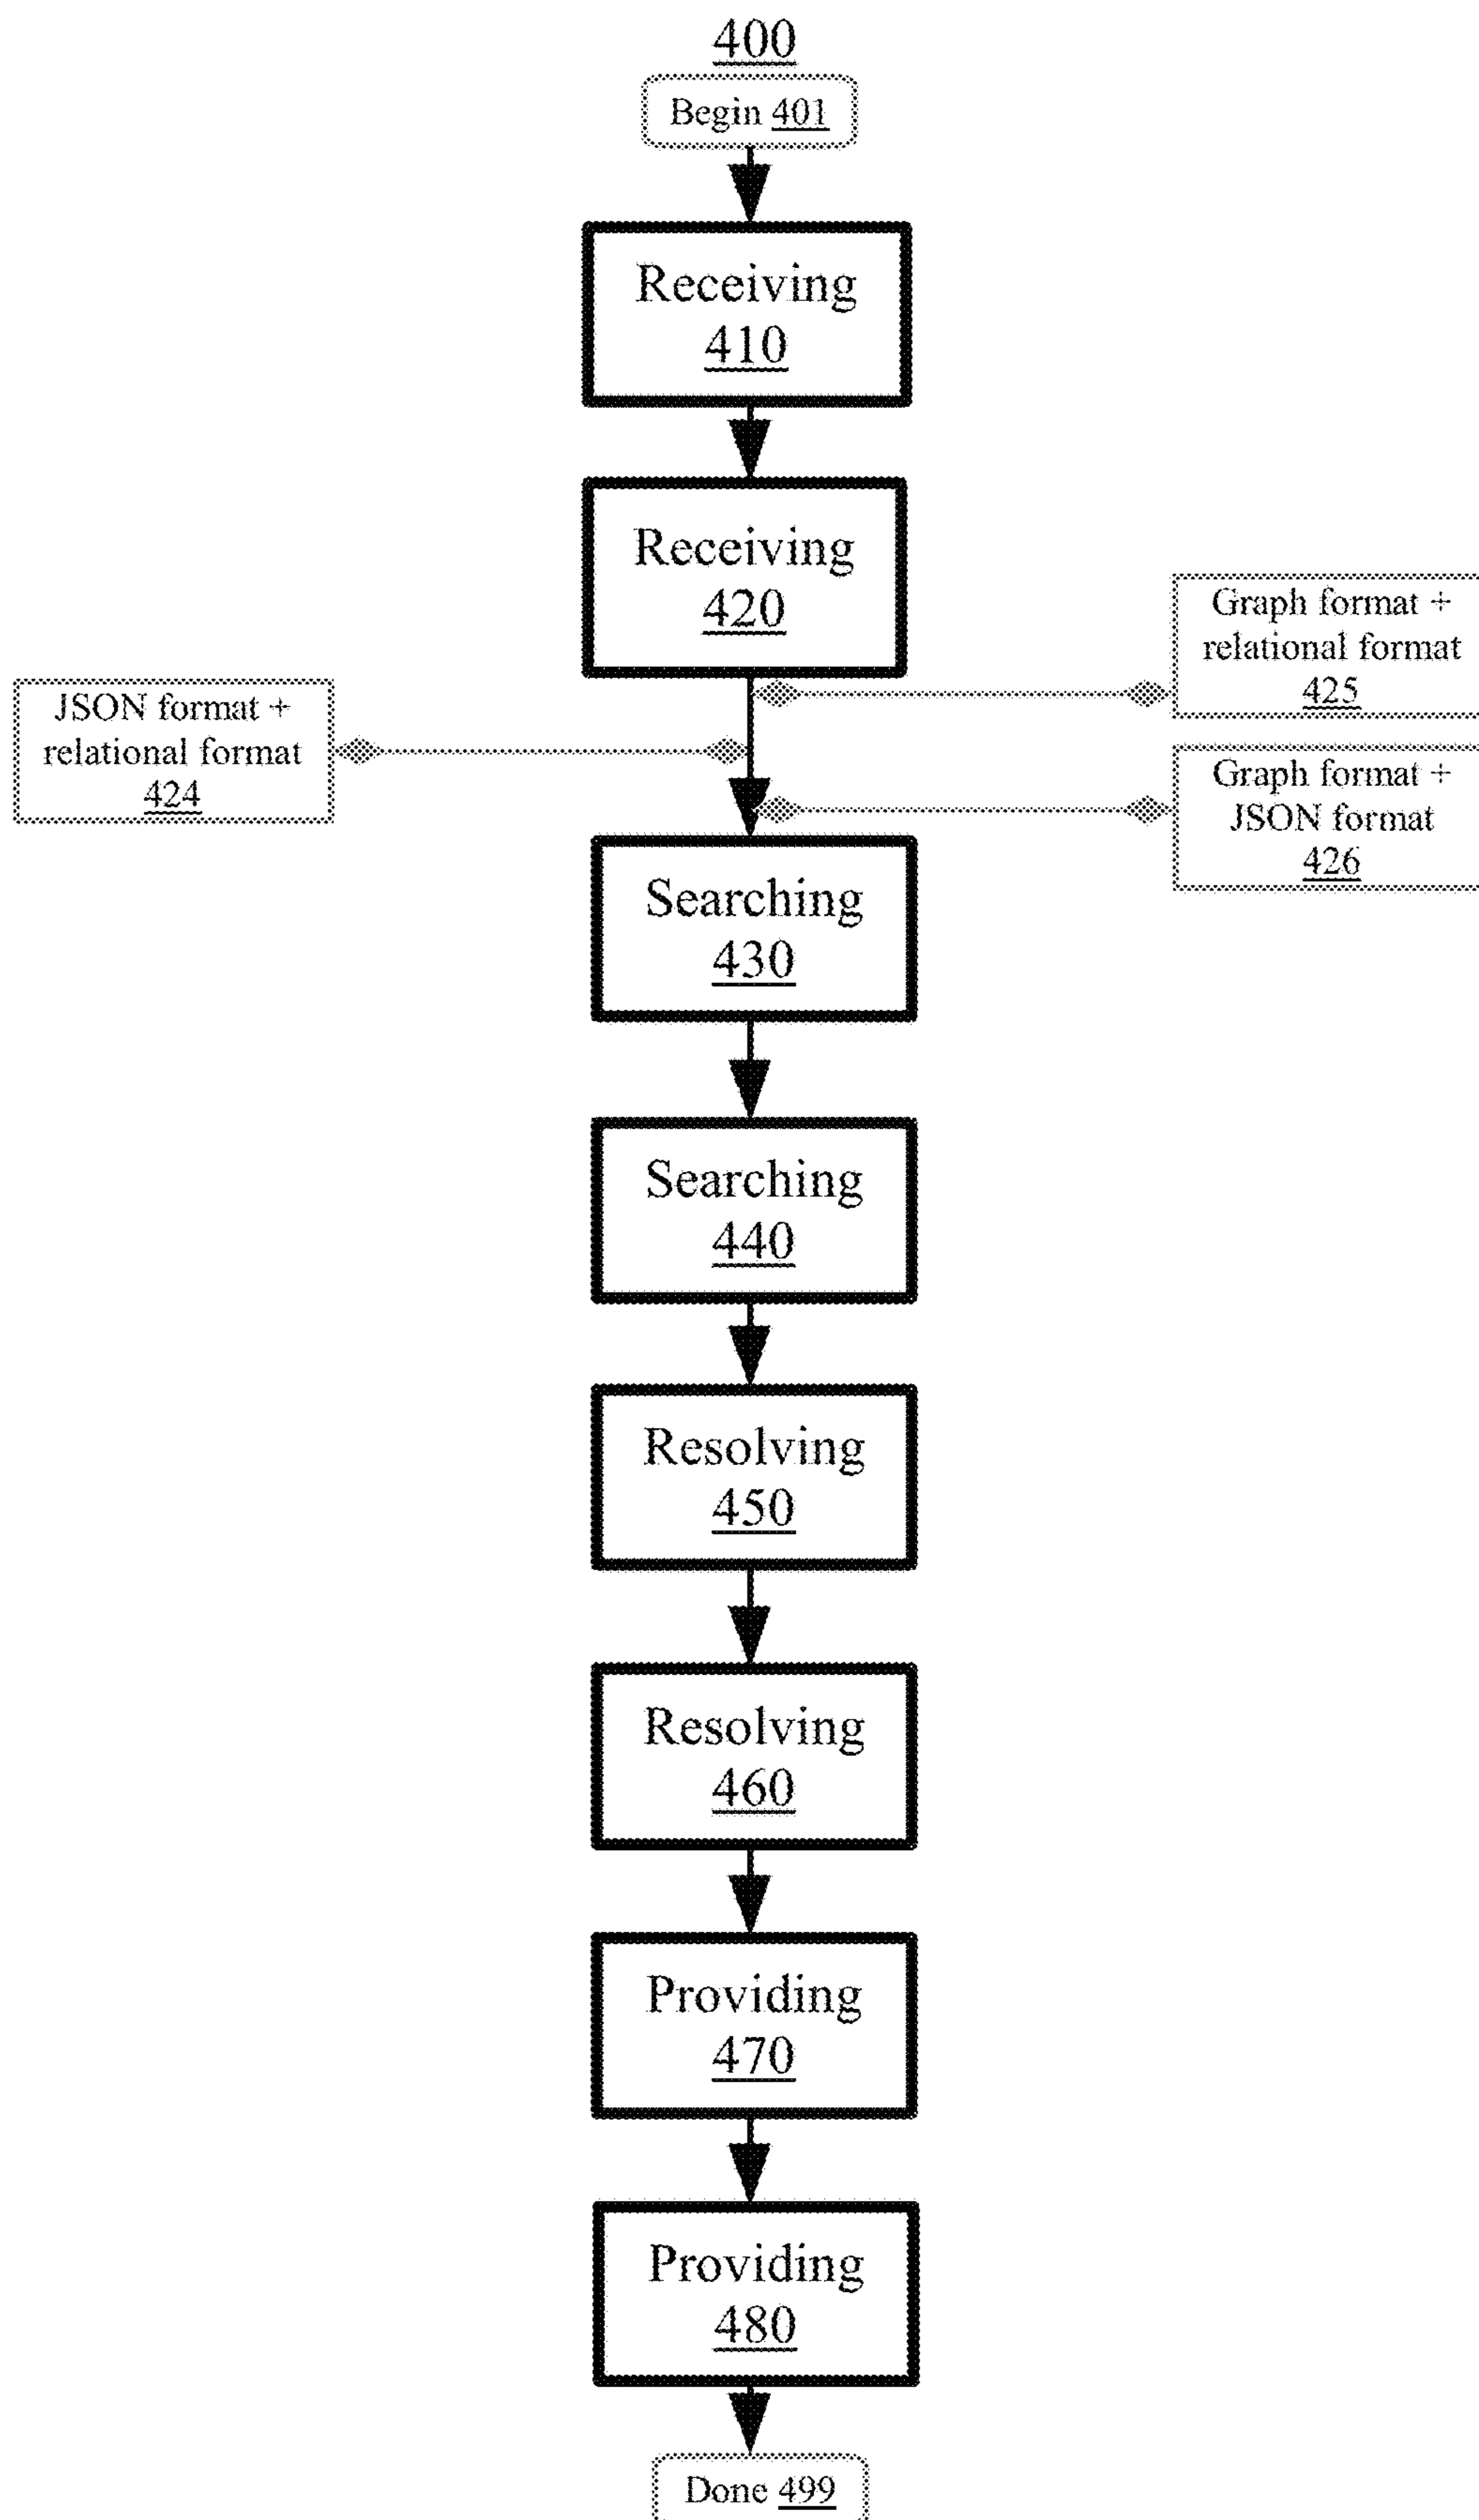 400
Begin 401
Receiving
410
Receiving
420
Graph format +
relational format
425
JSON format +
relational format
424
Graph format +
JSON format
426
Searching
430
Searching
440
Resolving
450
Resolving
460
Providing
470
Providing
480
Done 499